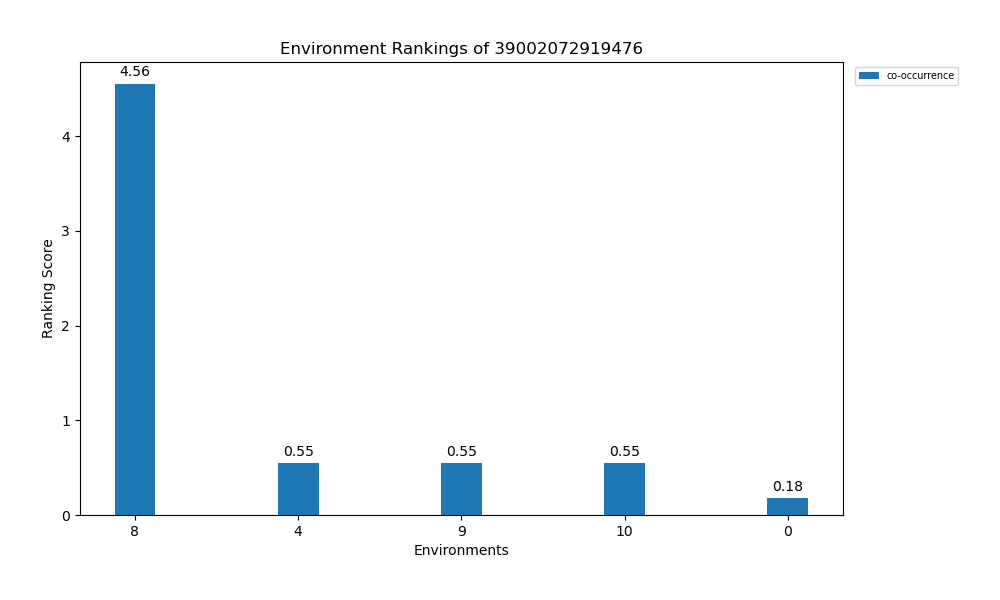 Environment Rankings of 39002072919476
co-occurrence
4.56
0.55
0.55
0.55
0.18
Ranking Score
4
3
2
1
0
8 4 9 10 0
Environments